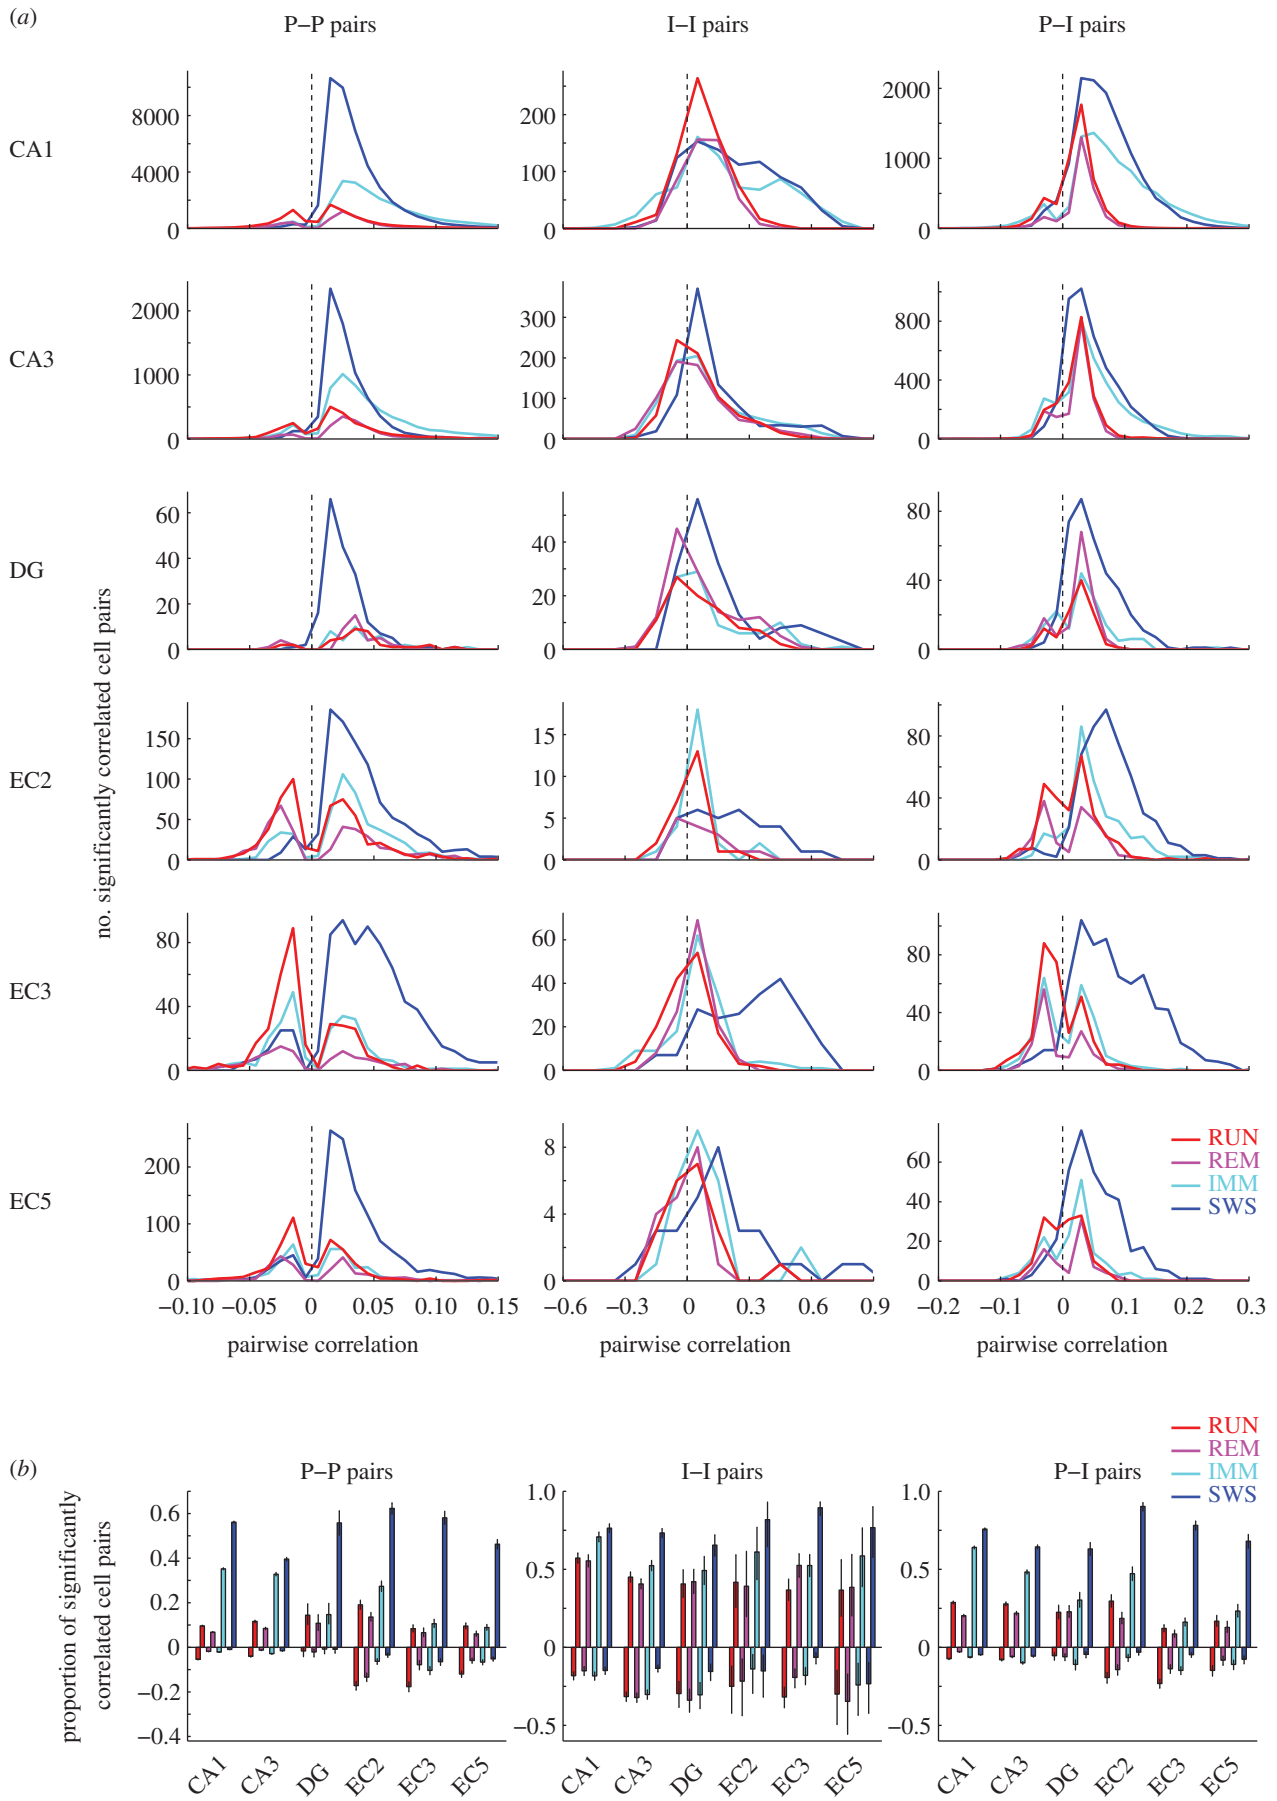 (a)
P–P pairs
I–I pairs
P–I pairs
no. significantly correlated cell pairs
CA1
8000
4000
0
200
100
0
2000
1000
0
CA3
2000
1000
0
300
200
100
0
800
400
0
DG
60
40
20
0
40
20
0
80
40
0
EC2
150
100
50
0
15
10
5
0
80
40
0
EC3
80
40
0
60
40
20
0
80
40
0
EC5
200
100
0
8
4
0
60
40
20
0
RUN
REM
IMM
SWS
−0.10 −0.05 0 0.05 0.10 0.15
−0.6 −0.3 0 0.3 0.6 0.9
−0.2 −0.1 0 0.1 0.2 0.3
pairwise correlation
pairwise correlation
pairwise correlation
RUN
REM
IMM
SWS
(b)
P–P pairs
I–I pairs
P–I pairs
proportion of significantly
correlated cell pairs
0.6
0.4
0.2
0
−0.2
−0.4
1.0
0.5
0
−0.5
1.0
0.5
0
−0.5
CA1 CA3 DG EC2 EC3 EC5
CA1 CA3 DG EC2 EC3 EC5
CA1 CA3 DG EC2 EC3 EC5